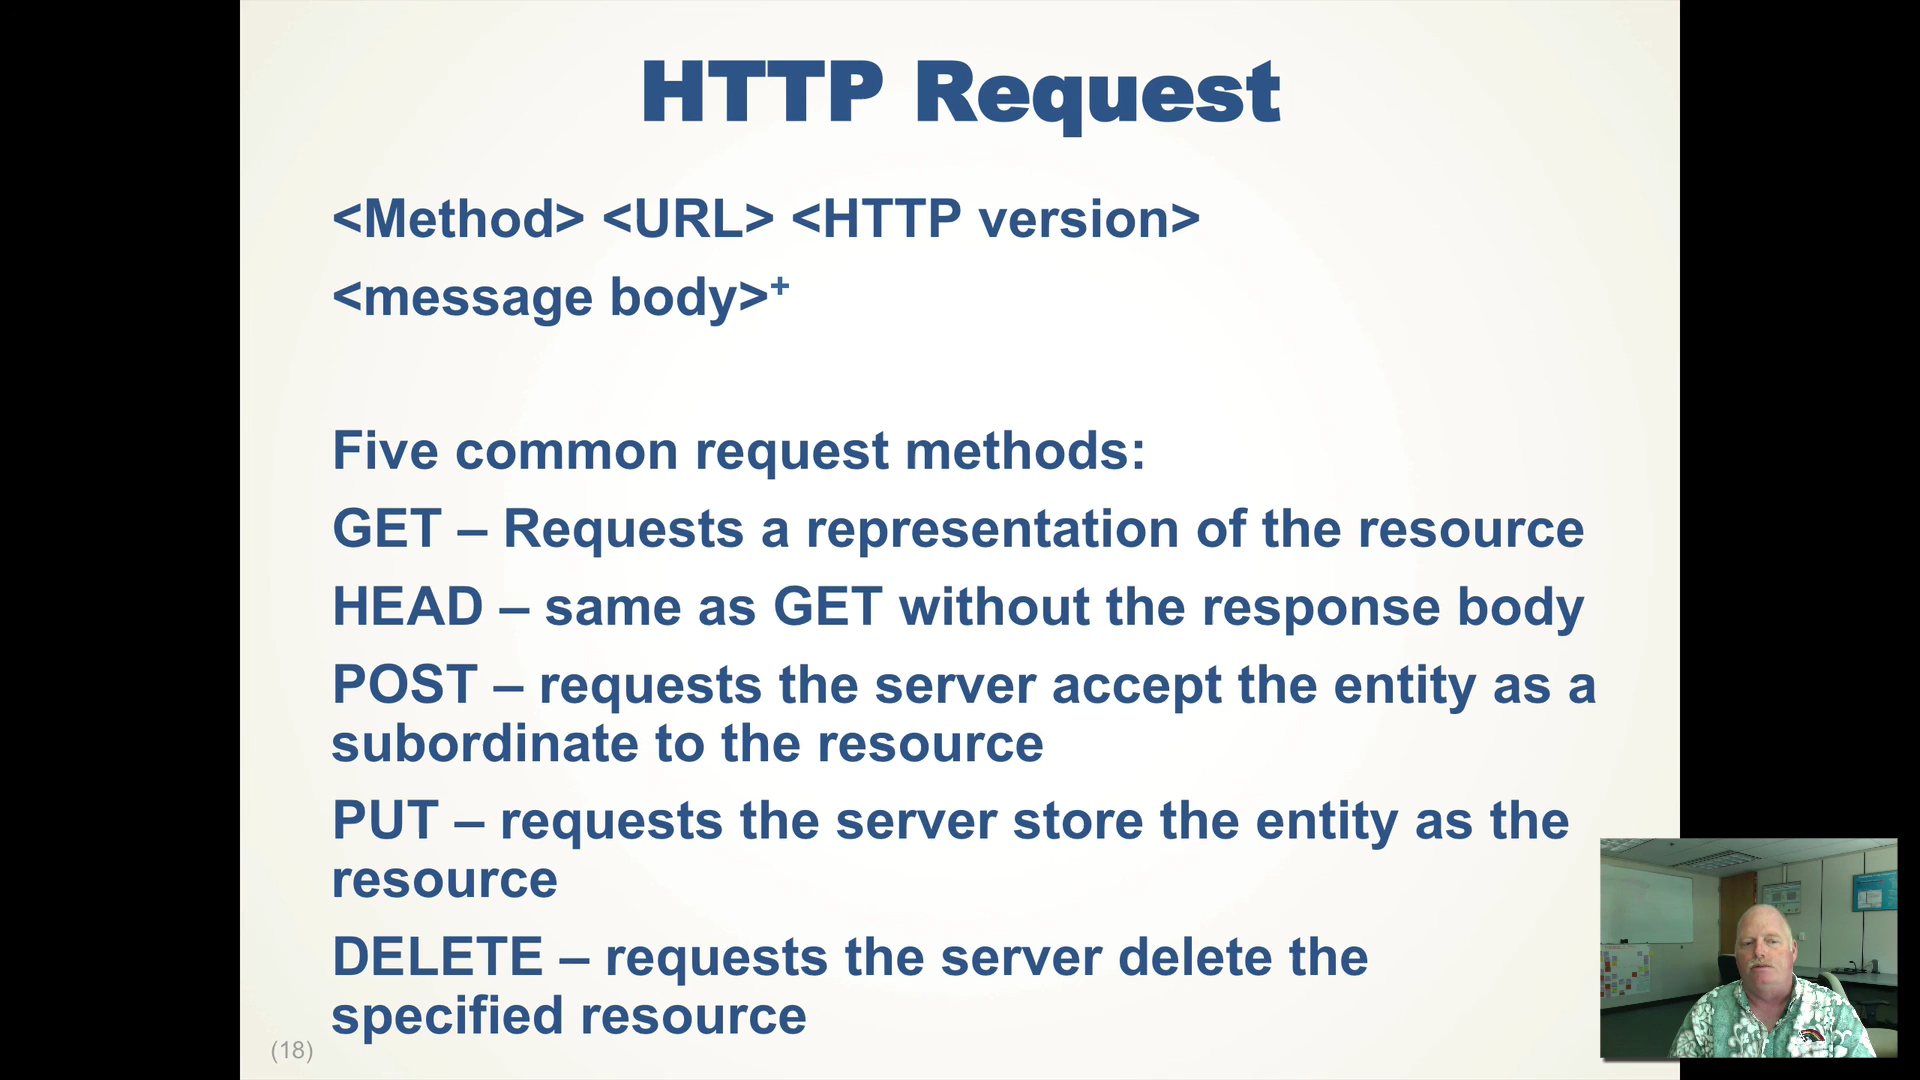 HTTP Request
<Method> <URL> <HTTP version>
<message body>+
Five common request methods:
GET – Requests a representation of the resource
HEAD – same as GET without the response body
POST – requests the server accept the entity as a
subordinate to the resource
PUT – requests the server store the entity as the
resource
DELETE – requests the server delete the
specified resource
(18)